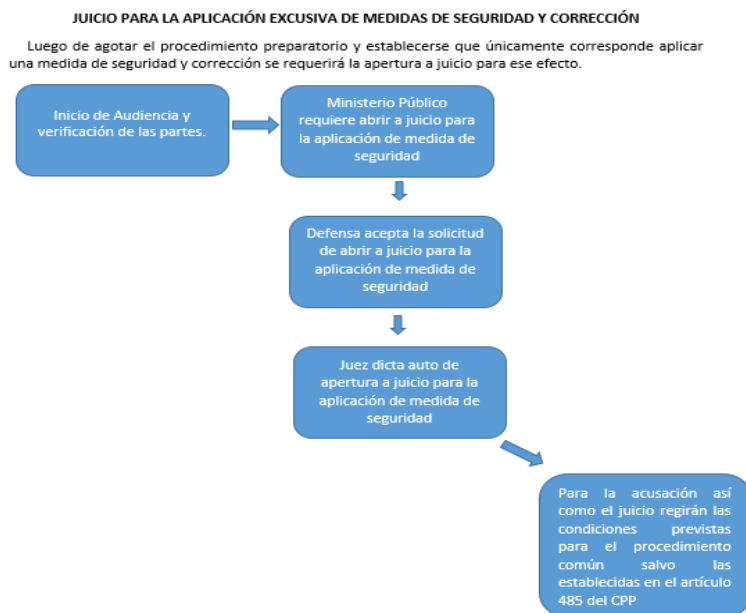 JUICIO PARA LA APLICACIÓN EXCUSIVA DE MEDIDAS DE SEGURIDAD Y CORRECCIÓN
Luego de agotar el procedimiento preparatorio y establecerse que únicamente corresponde aplicar
una medida de seguridad y corrección se requerirá la apertura a juicio para ese efecto.
Inicio de Audiencia y
verificación de las partes.
Ministerio Público
requiere abrir a juicio para
la aplicación de medida de
seguridad
Defensa acepta la solicitud
de abrir a juicio para la
aplicación de medida de
seguridad
Juez dicta auto de
apertura a juicio para la
aplicación de medida de
seguridad
Para la acusación así
como el juicio regirán las
condiciones previstas
para el procedimiento
común salvo las
establecidas en el artículo
485 del CPP